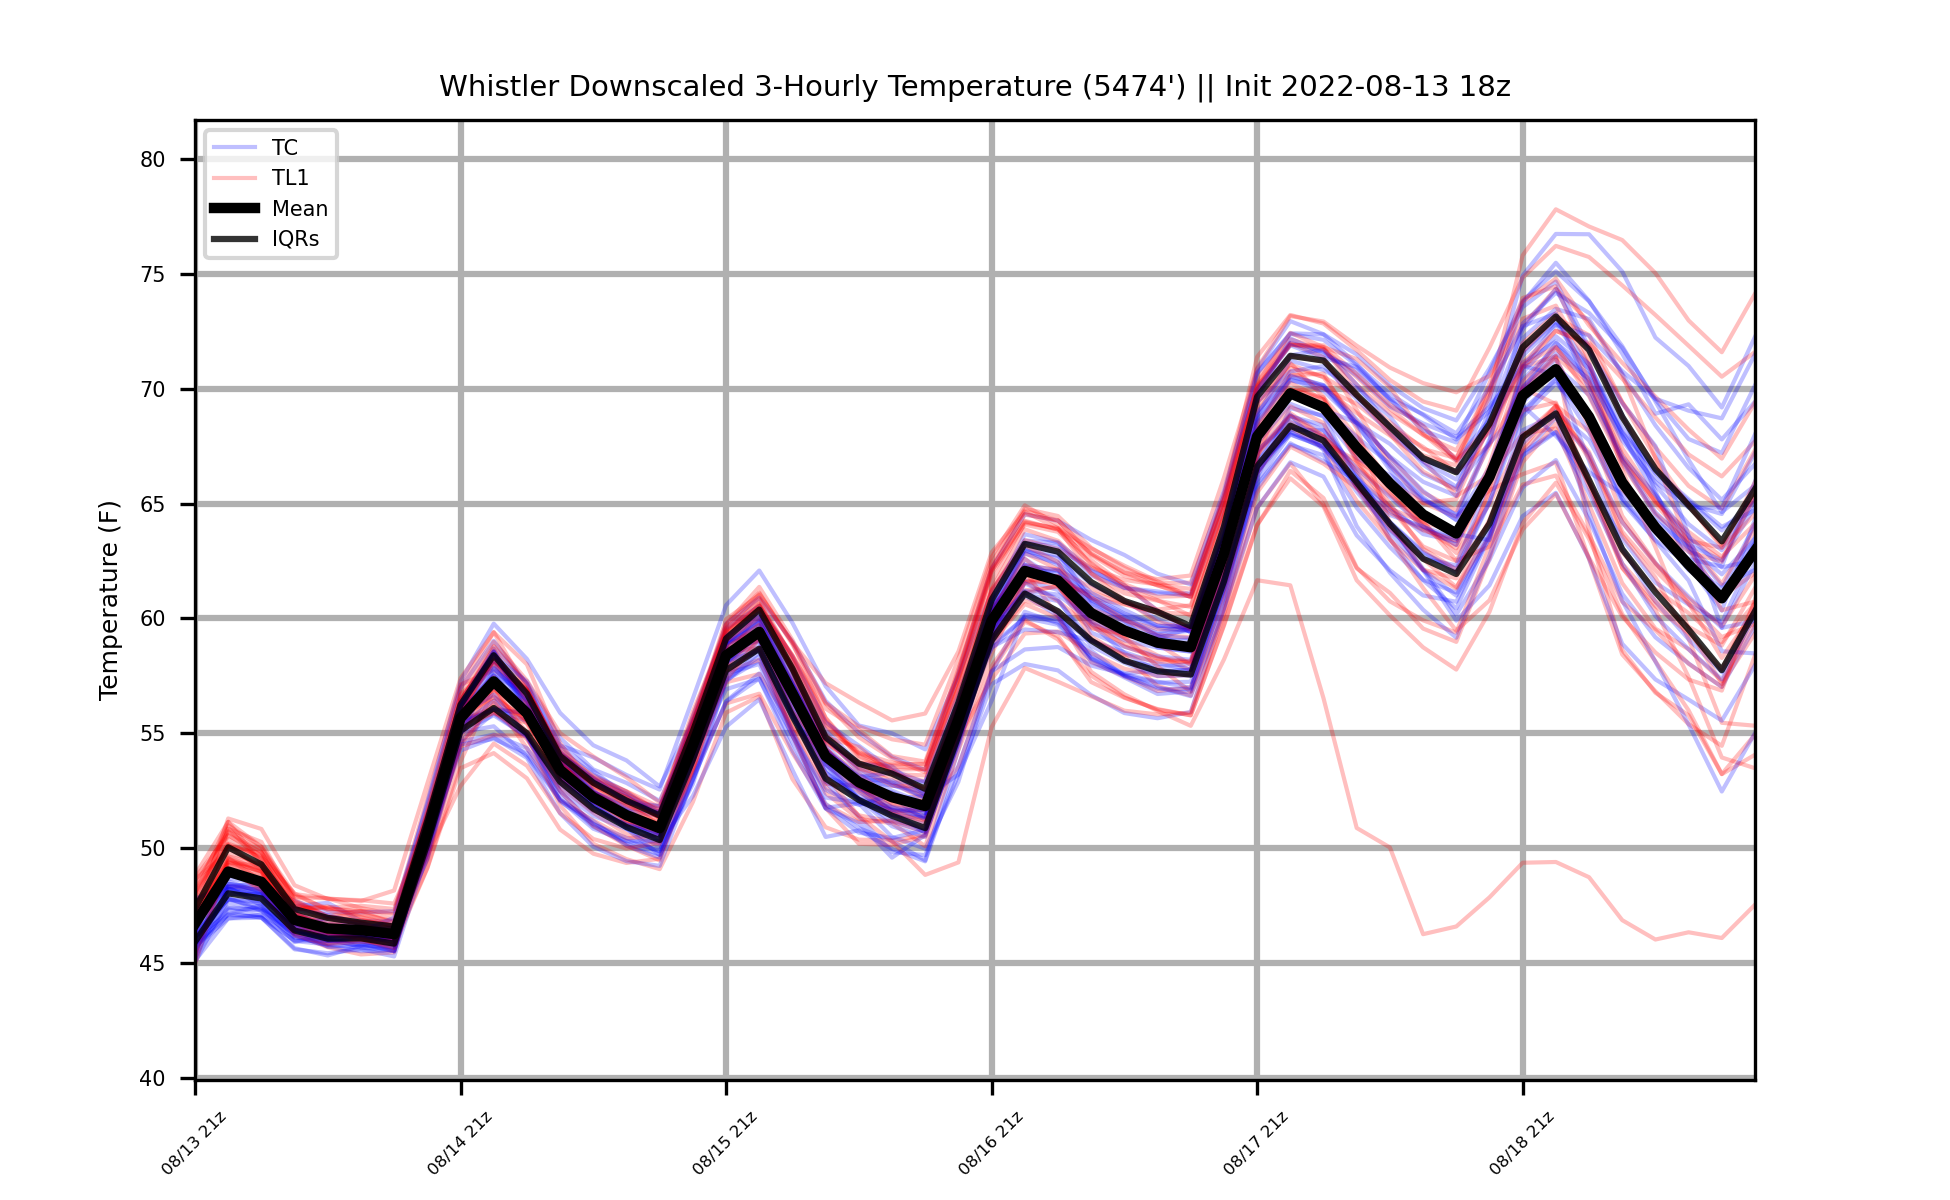 Whistler Downscaled 3-Hourly Temperature (5474') || Init 2022-08-13 18z
TC
TL1
Mean
IQRs
Temperature (F)
80
75
70
65
60
55
50
45
40
08/13 21z
08/14 21z
08/15 21z
08/16 21z
08/17 21z
08/18 21z